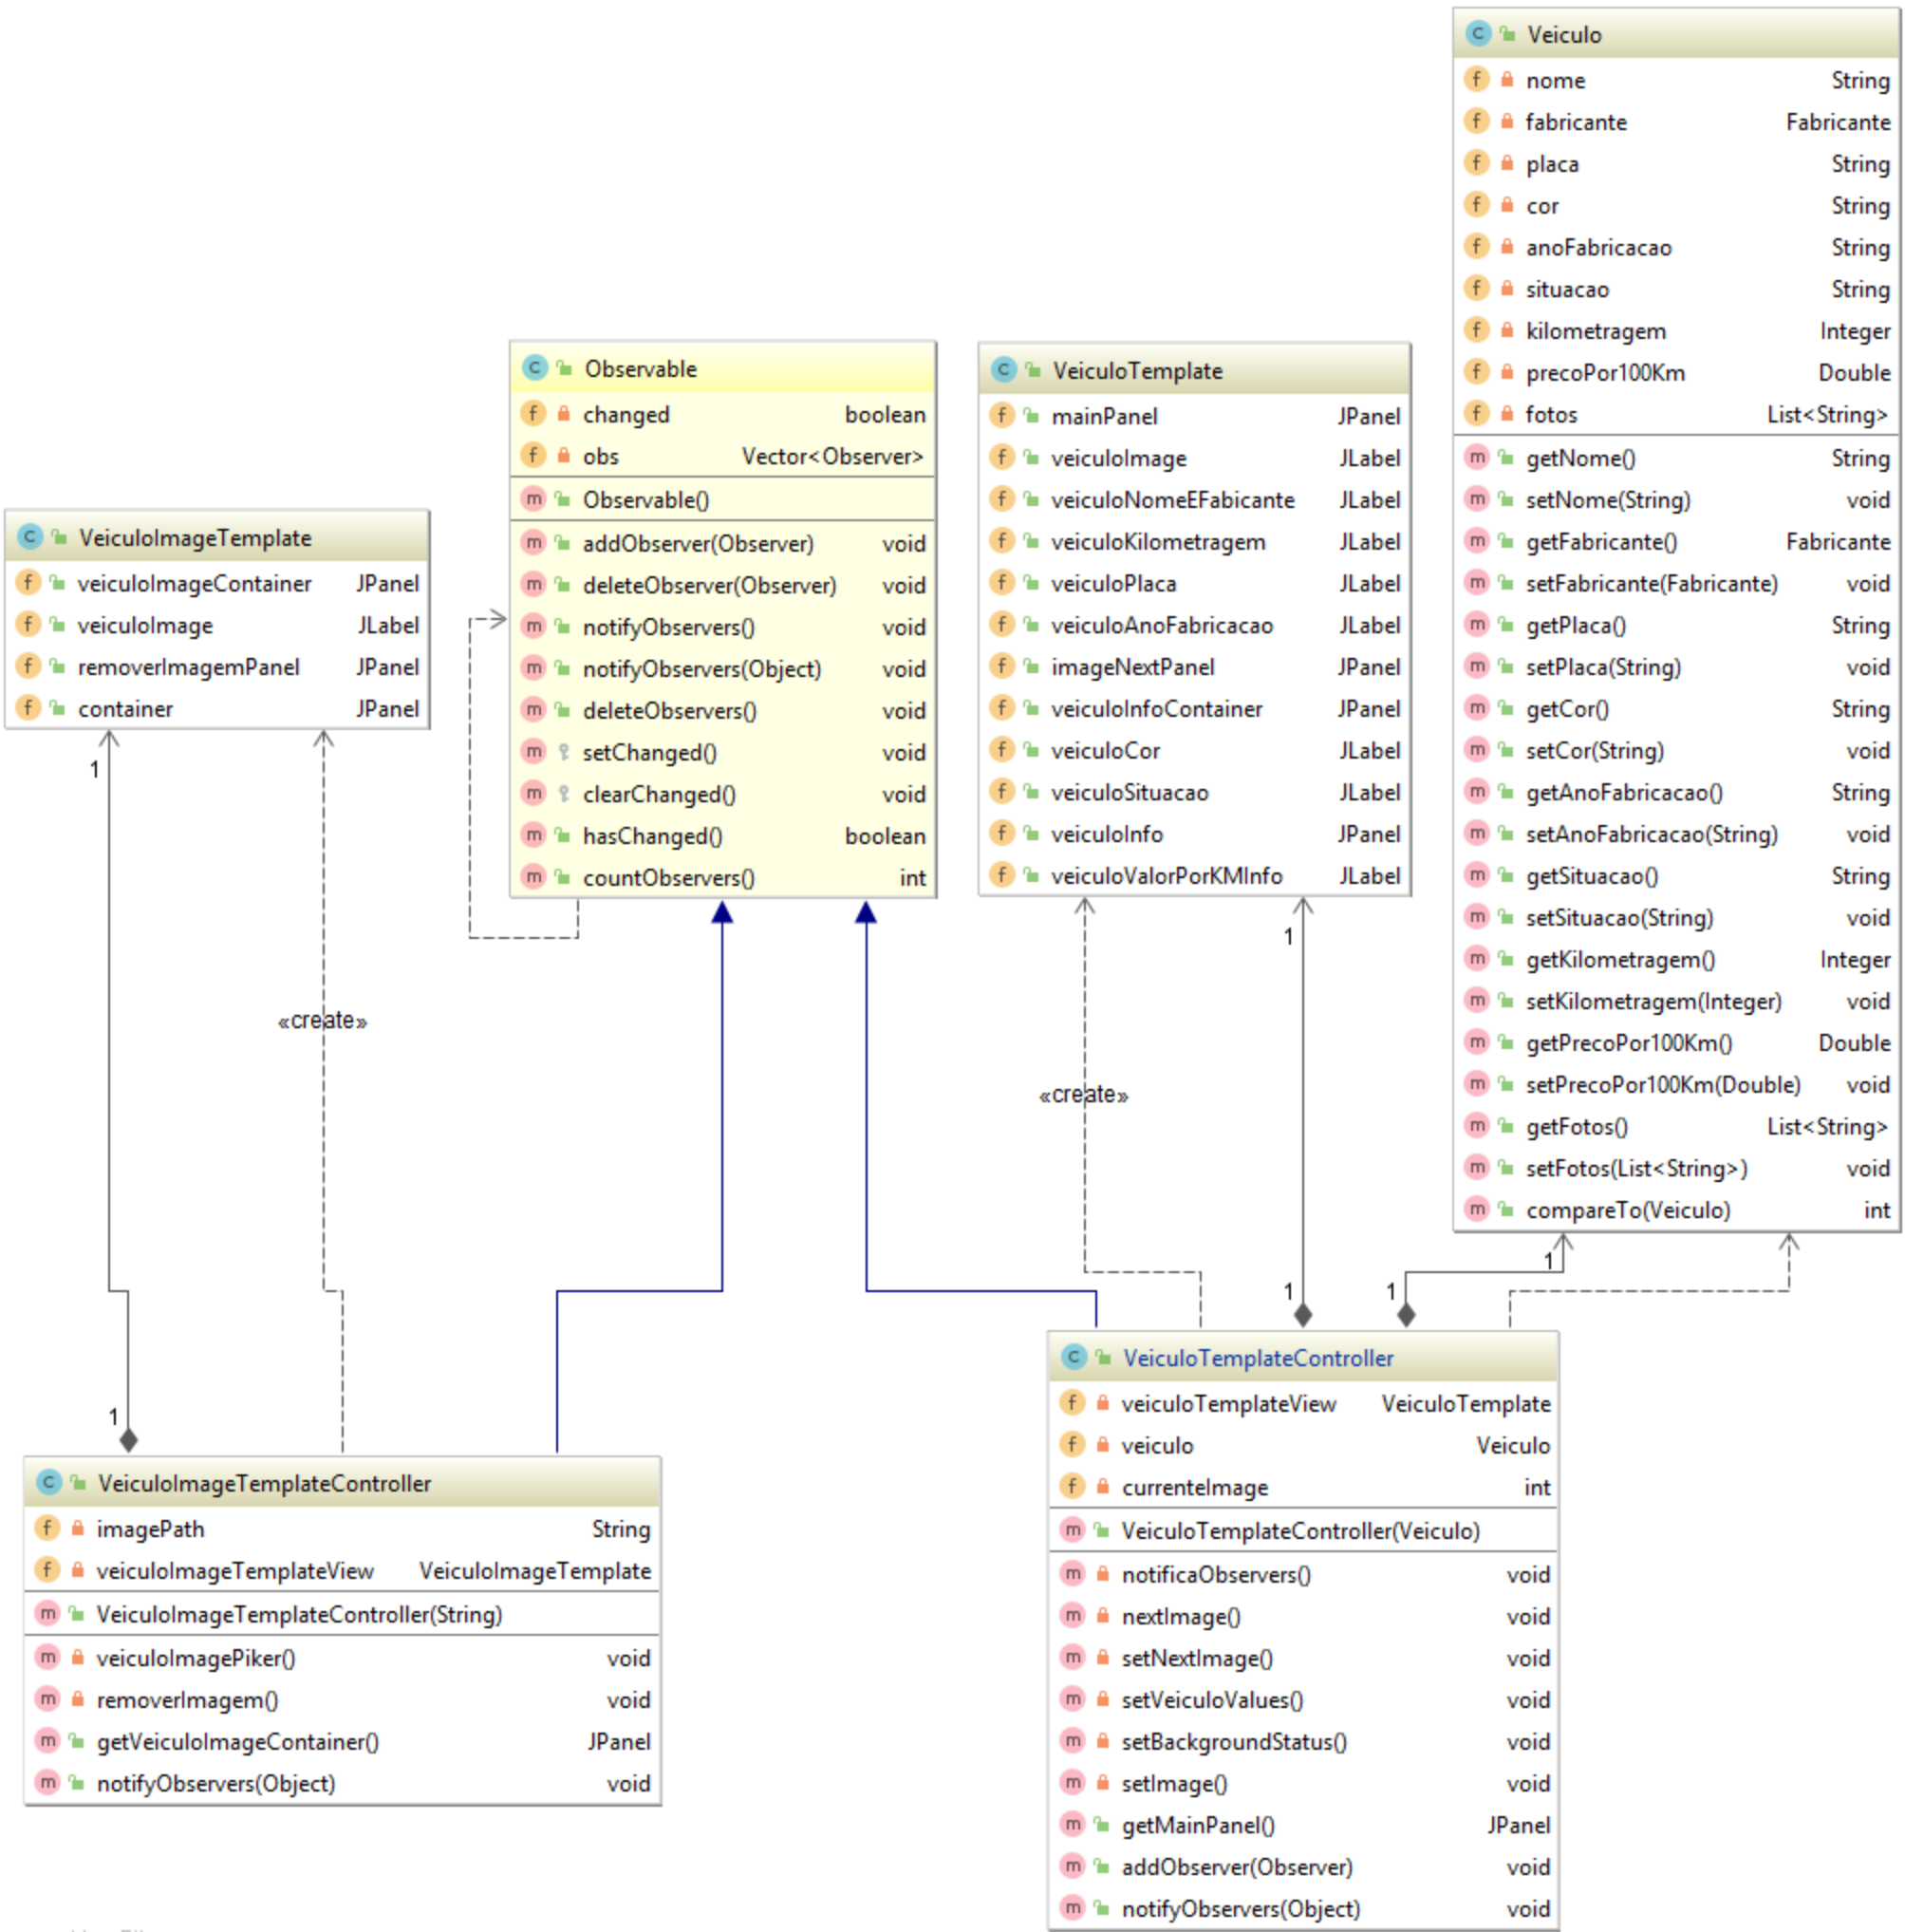 Veiculo
nome String
fabricante Fabricante
placa String
cor String
anoFabricacao String
situacao String
kilometragem Integer
precoPor100Km Double
fotos List<String>
getNome() String
setNome(String) void
getFabricante() Fabricante
setFabricante(Fabricante) void
getPlaca() String
setPlaca(String) void
getCor() String
setCor(String) void
getAnoFabricacao() String
setAnoFabricacao(String) void
getSituacao() String
setSituacao(String) void
getKilometragem() Integer
setKilometragem(Integer) void
getPrecoPor100Km() Double
setPrecoPor100Km(Double) void
getFotos() List<String>
setFotos(List<String>) void
compareTo(Veiculo) int
Observable
changed boolean
obs Vector<Observer>
Observable()
addObserver(Observer) void
deleteObserver(Observer) void
notifyObservers() void
notifyObservers(Object) void
deleteObservers() void
setChanged() void
clearChanged() void
hasChanged() boolean
countObservers() int
VeiculoTemplate
mainPanel JPanel
veiculoImage JLabel
veiculoNomeEFabicante JLabel
veiculoKilometragem JLabel
veiculoPlaca JLabel
veiculoAnoFabricacao JLabel
imageNextPanel JPanel
veiculoInfoContainer JPanel
veiculoCor JLabel
veiculoSituacao JLabel
veiculoInfo JPanel
veiculoValorPorKMInfo JLabel
VeiculoImageTemplate
veiculoImageContainer JPanel
veiculoImage JLabel
removerImagemPanel JPanel
container JPanel
1
«create»
1
1
«create»
1
1
1
1
VeiculoImageTemplateController
imagePath String
veiculoImageTemplateView VeiculoImageTemplate
VeiculoImageTemplateController(String)
veiculoImagePiker() void
removerImagem() void
getVeiculoImageContainer() JPanel
notifyObservers(Object) void
VeiculoTemplateController
veiculoTemplateView VeiculoTemplate
veiculo Veiculo
currenteImage int
VeiculoTemplateController(Veiculo)
notificaObservers() void
nextImage() void
setNextImage() void
setVeiculoValues() void
setBackgroundStatus() void
setImage() void
getMainPanel() JPanel
addObserver(Observer) void
notifyObservers(Object) void